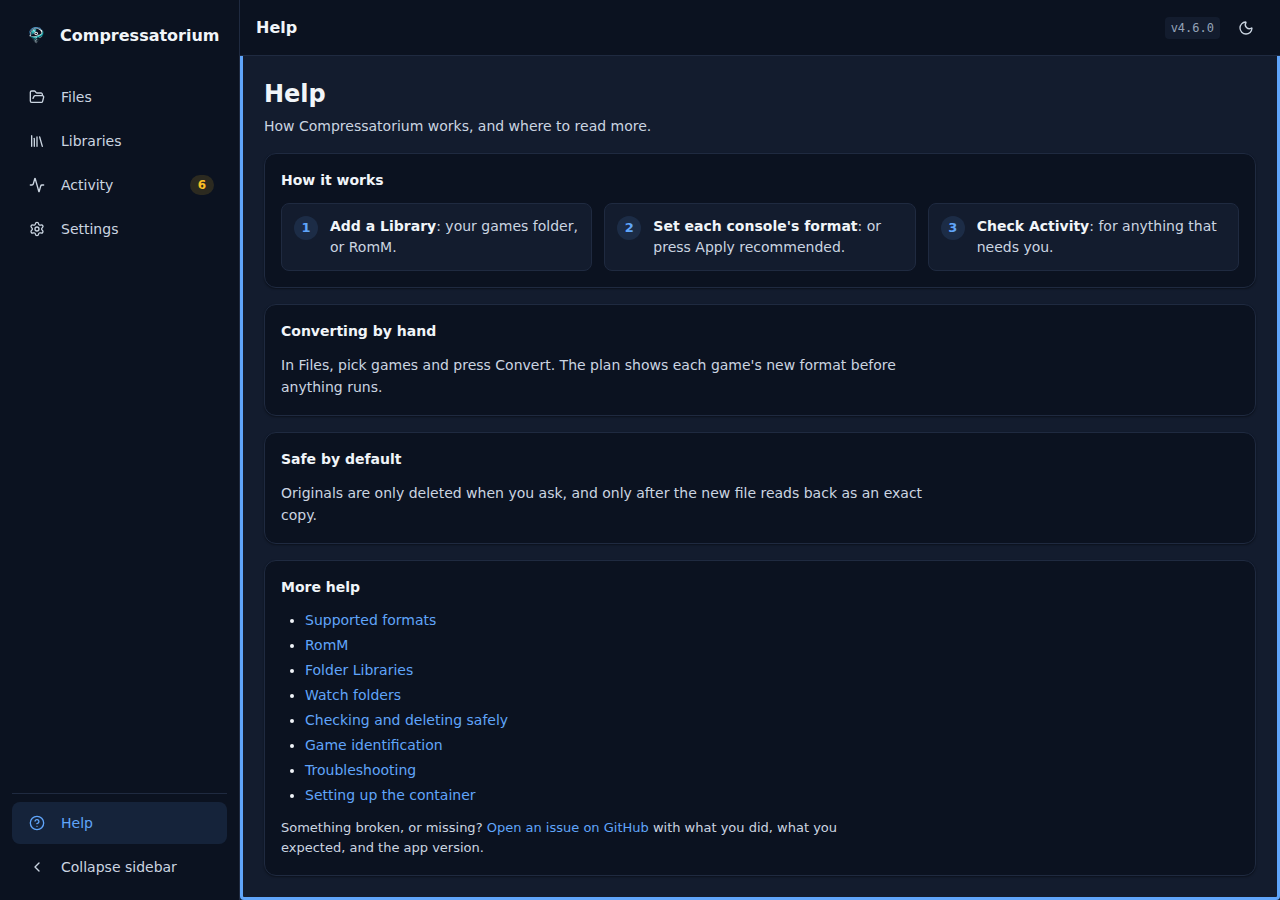 Compressatorium
Files
Libraries
Activity
6
Settings
Help
Collapse sidebar
Help
v4.6.0
Help
How Compressatorium works, and where to read more.
How it works
1
Add a Library: your games folder,
or RomM.
2
Set each console's format: or
press Apply recommended.
3
Check Activity: for anything that
needs you.
Converting by hand
In Files, pick games and press Convert. The plan shows each game's new format before
anything runs.
Safe by default
Originals are only deleted when you ask, and only after the new file reads back as an exact
copy.
More help
Supported formats
RomM
Folder Libraries
Watch folders
Checking and deleting safely
Game identification
Troubleshooting
Setting up the container
Something broken, or missing? Open an issue on GitHub with what you did, what you
expected, and the app version.